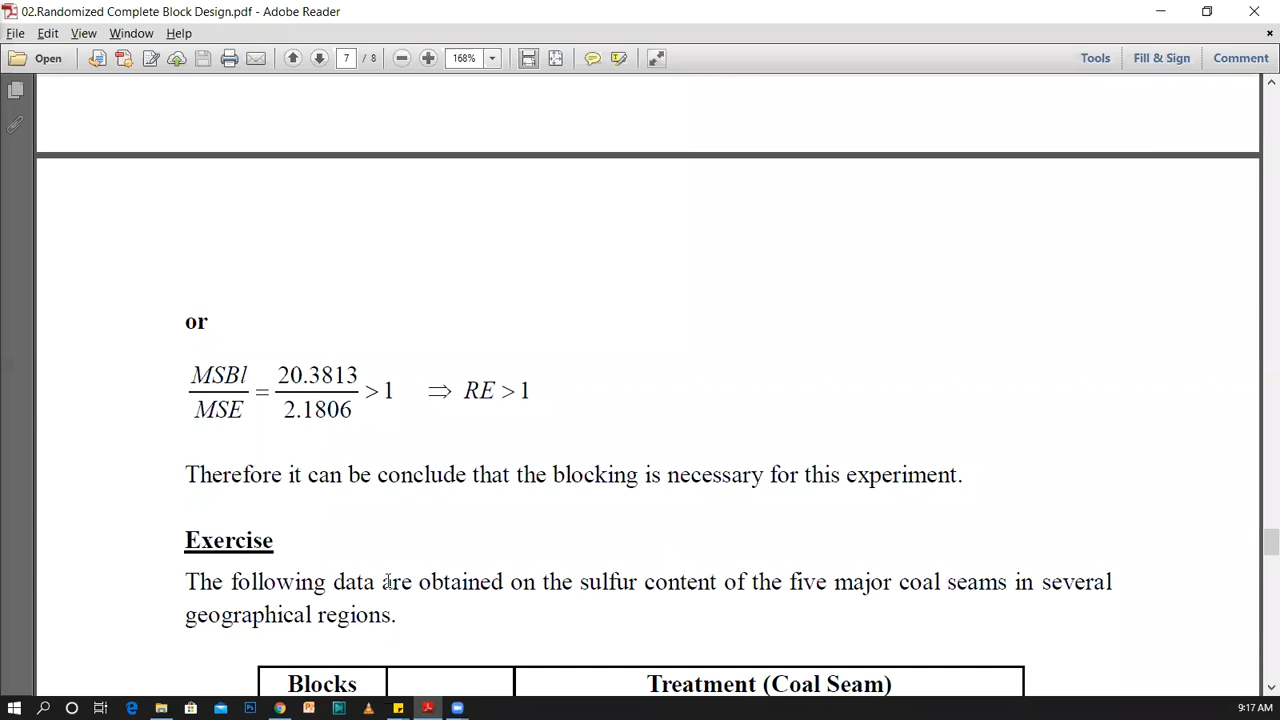 02.Randomized Complete Block Design.pdf - Adobe Reader
File Edit View Window Help
Open 7 / 8 168% Tools Fill & Sign Comment
or
MSBl / MSE = 20.3813 / 2.1806 > 1 ⇒ RE > 1
Therefore it can be conclude that the blocking is necessary for this experiment.
Exercise
The following data are obtained on the sulfur content of the five major coal seams in several
geographical regions.
Blocks Treatment (Coal Seam)
9:17 AM